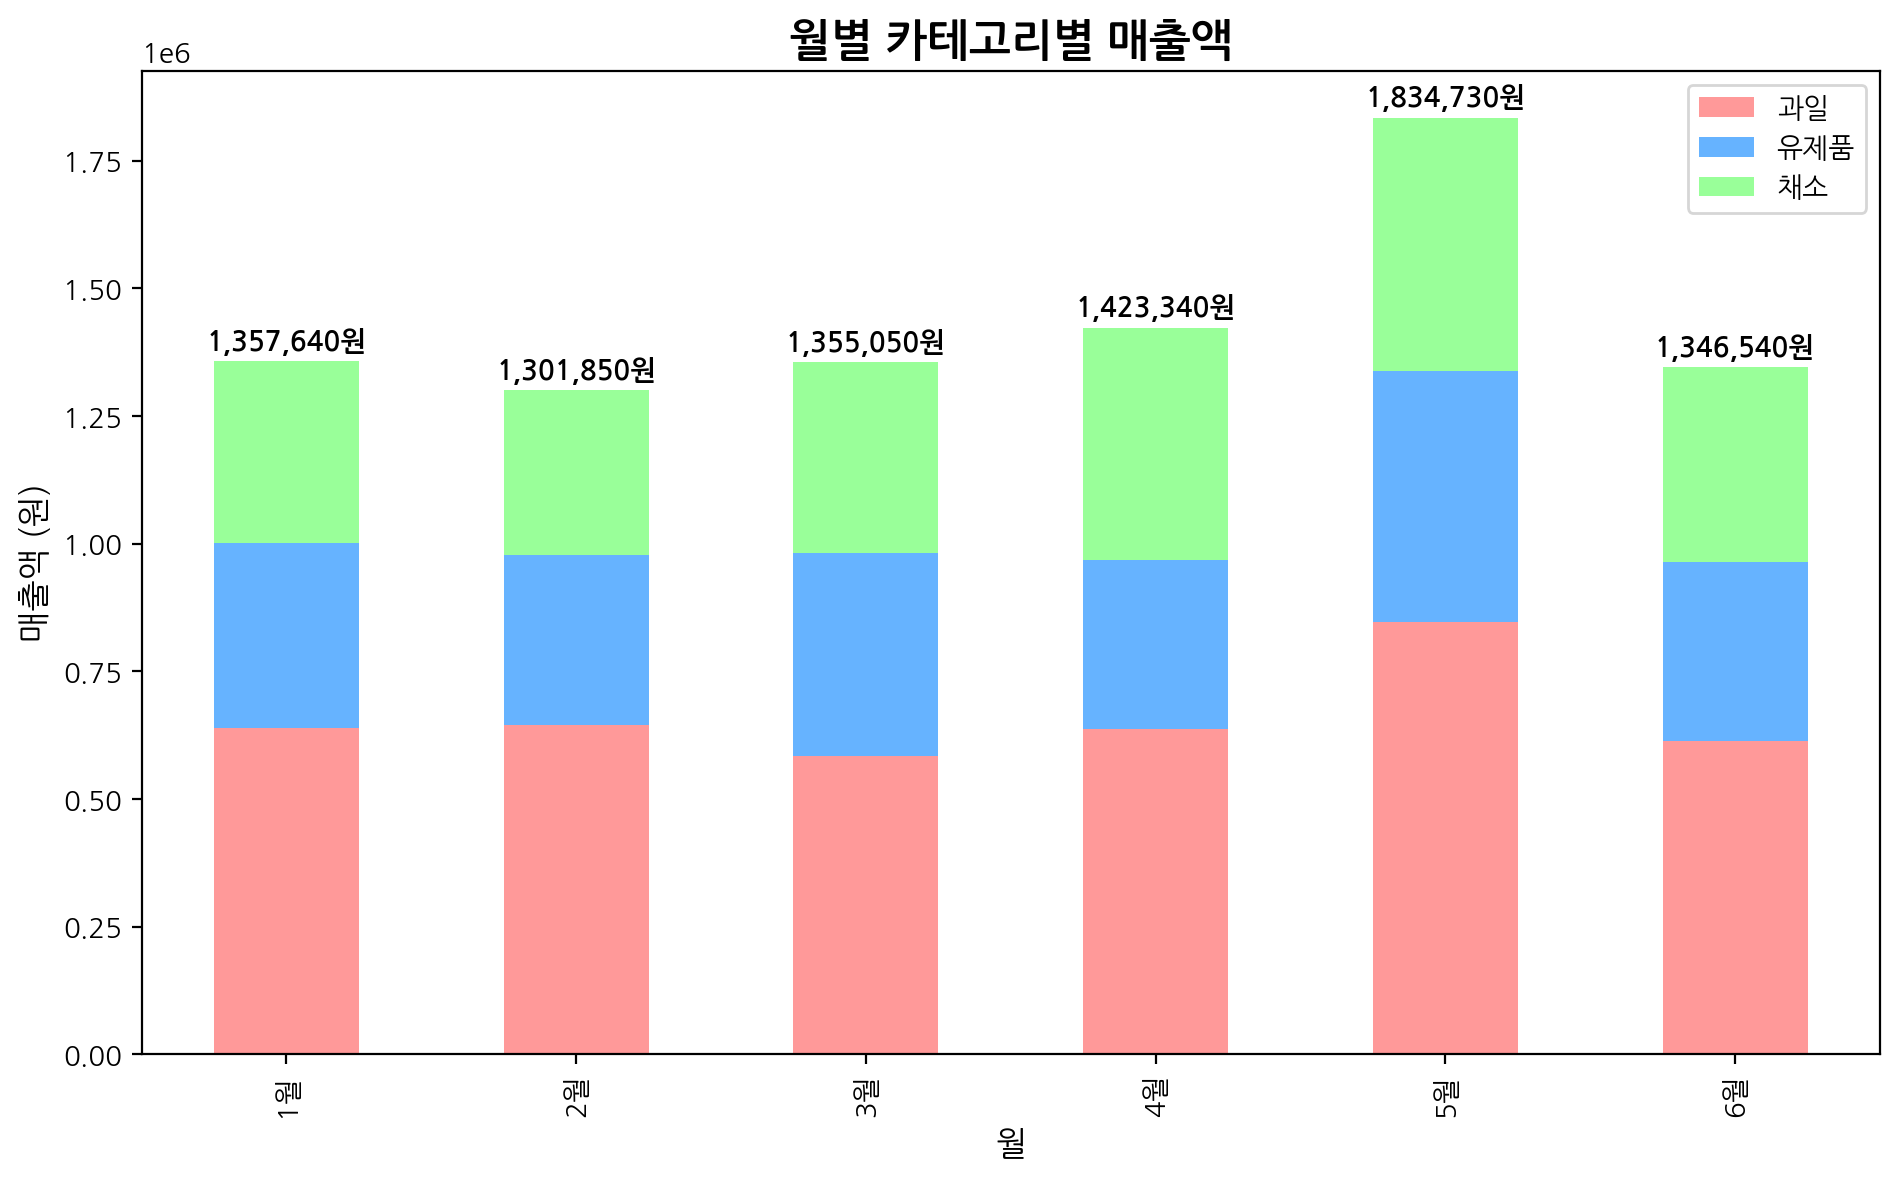 월별 카테고리별 매출액
1e6
과일
유제품
채소
매출액 (원)
1.75
1.50
1.25
1.00
0.75
0.50
0.25
0.00
1,357,640원
1,301,850원
1,355,050원
1,423,340원
1,834,730원
1,346,540원
1월
2월
3월
4월
5월
6월
월